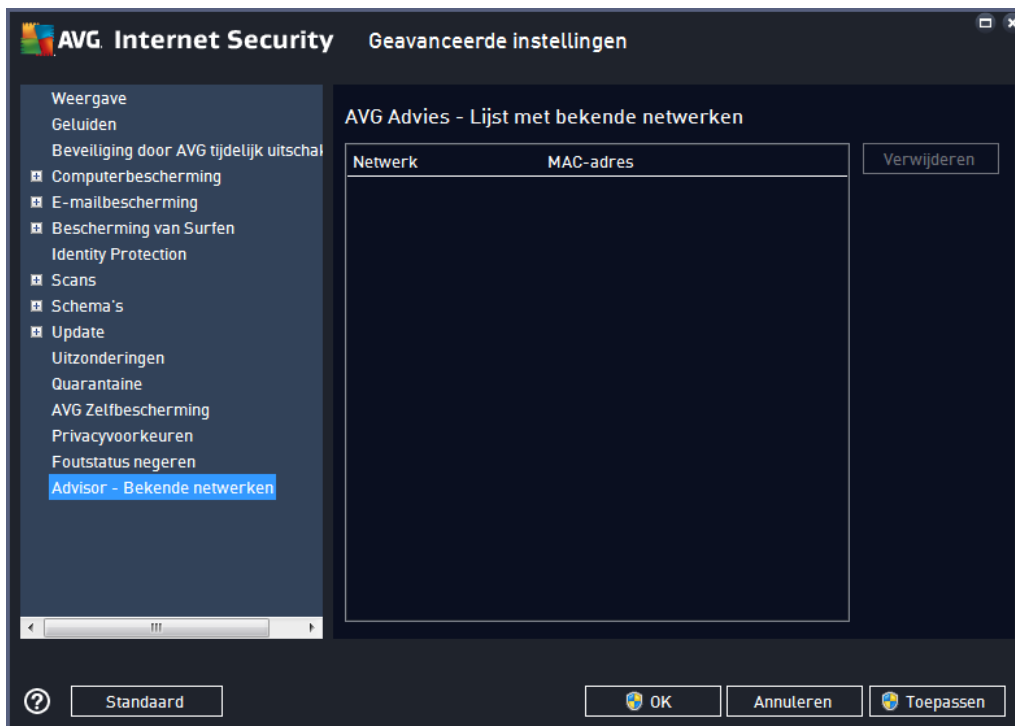 AVG. Internet Security Geavanceerde instellingen
Weergave
Geluiden
Beveiliging door AVG tijdelijk uitschak
Computerbescherming
E-mailbescherming
Bescherming van Surfen
Identity Protection
Scans
Schema's
Update
Uitzonderingen
Quarantaine
AVG Zelfbescherming
Privacyvoorkeuren
Foutstatus negeren
Advisor - Bekende netwerken
AVG Advies - Lijst met bekende netwerken
Netwerk MAC-adres
Verwijderen
? Standaard OK Annuleren Toepassen